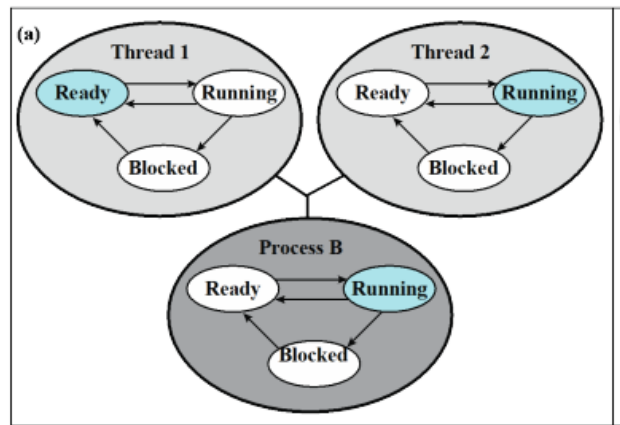 (a)
Thread 1
Ready
Running
Blocked
Thread 2
Ready
Running
Blocked
Process B
Ready
Running
Blocked